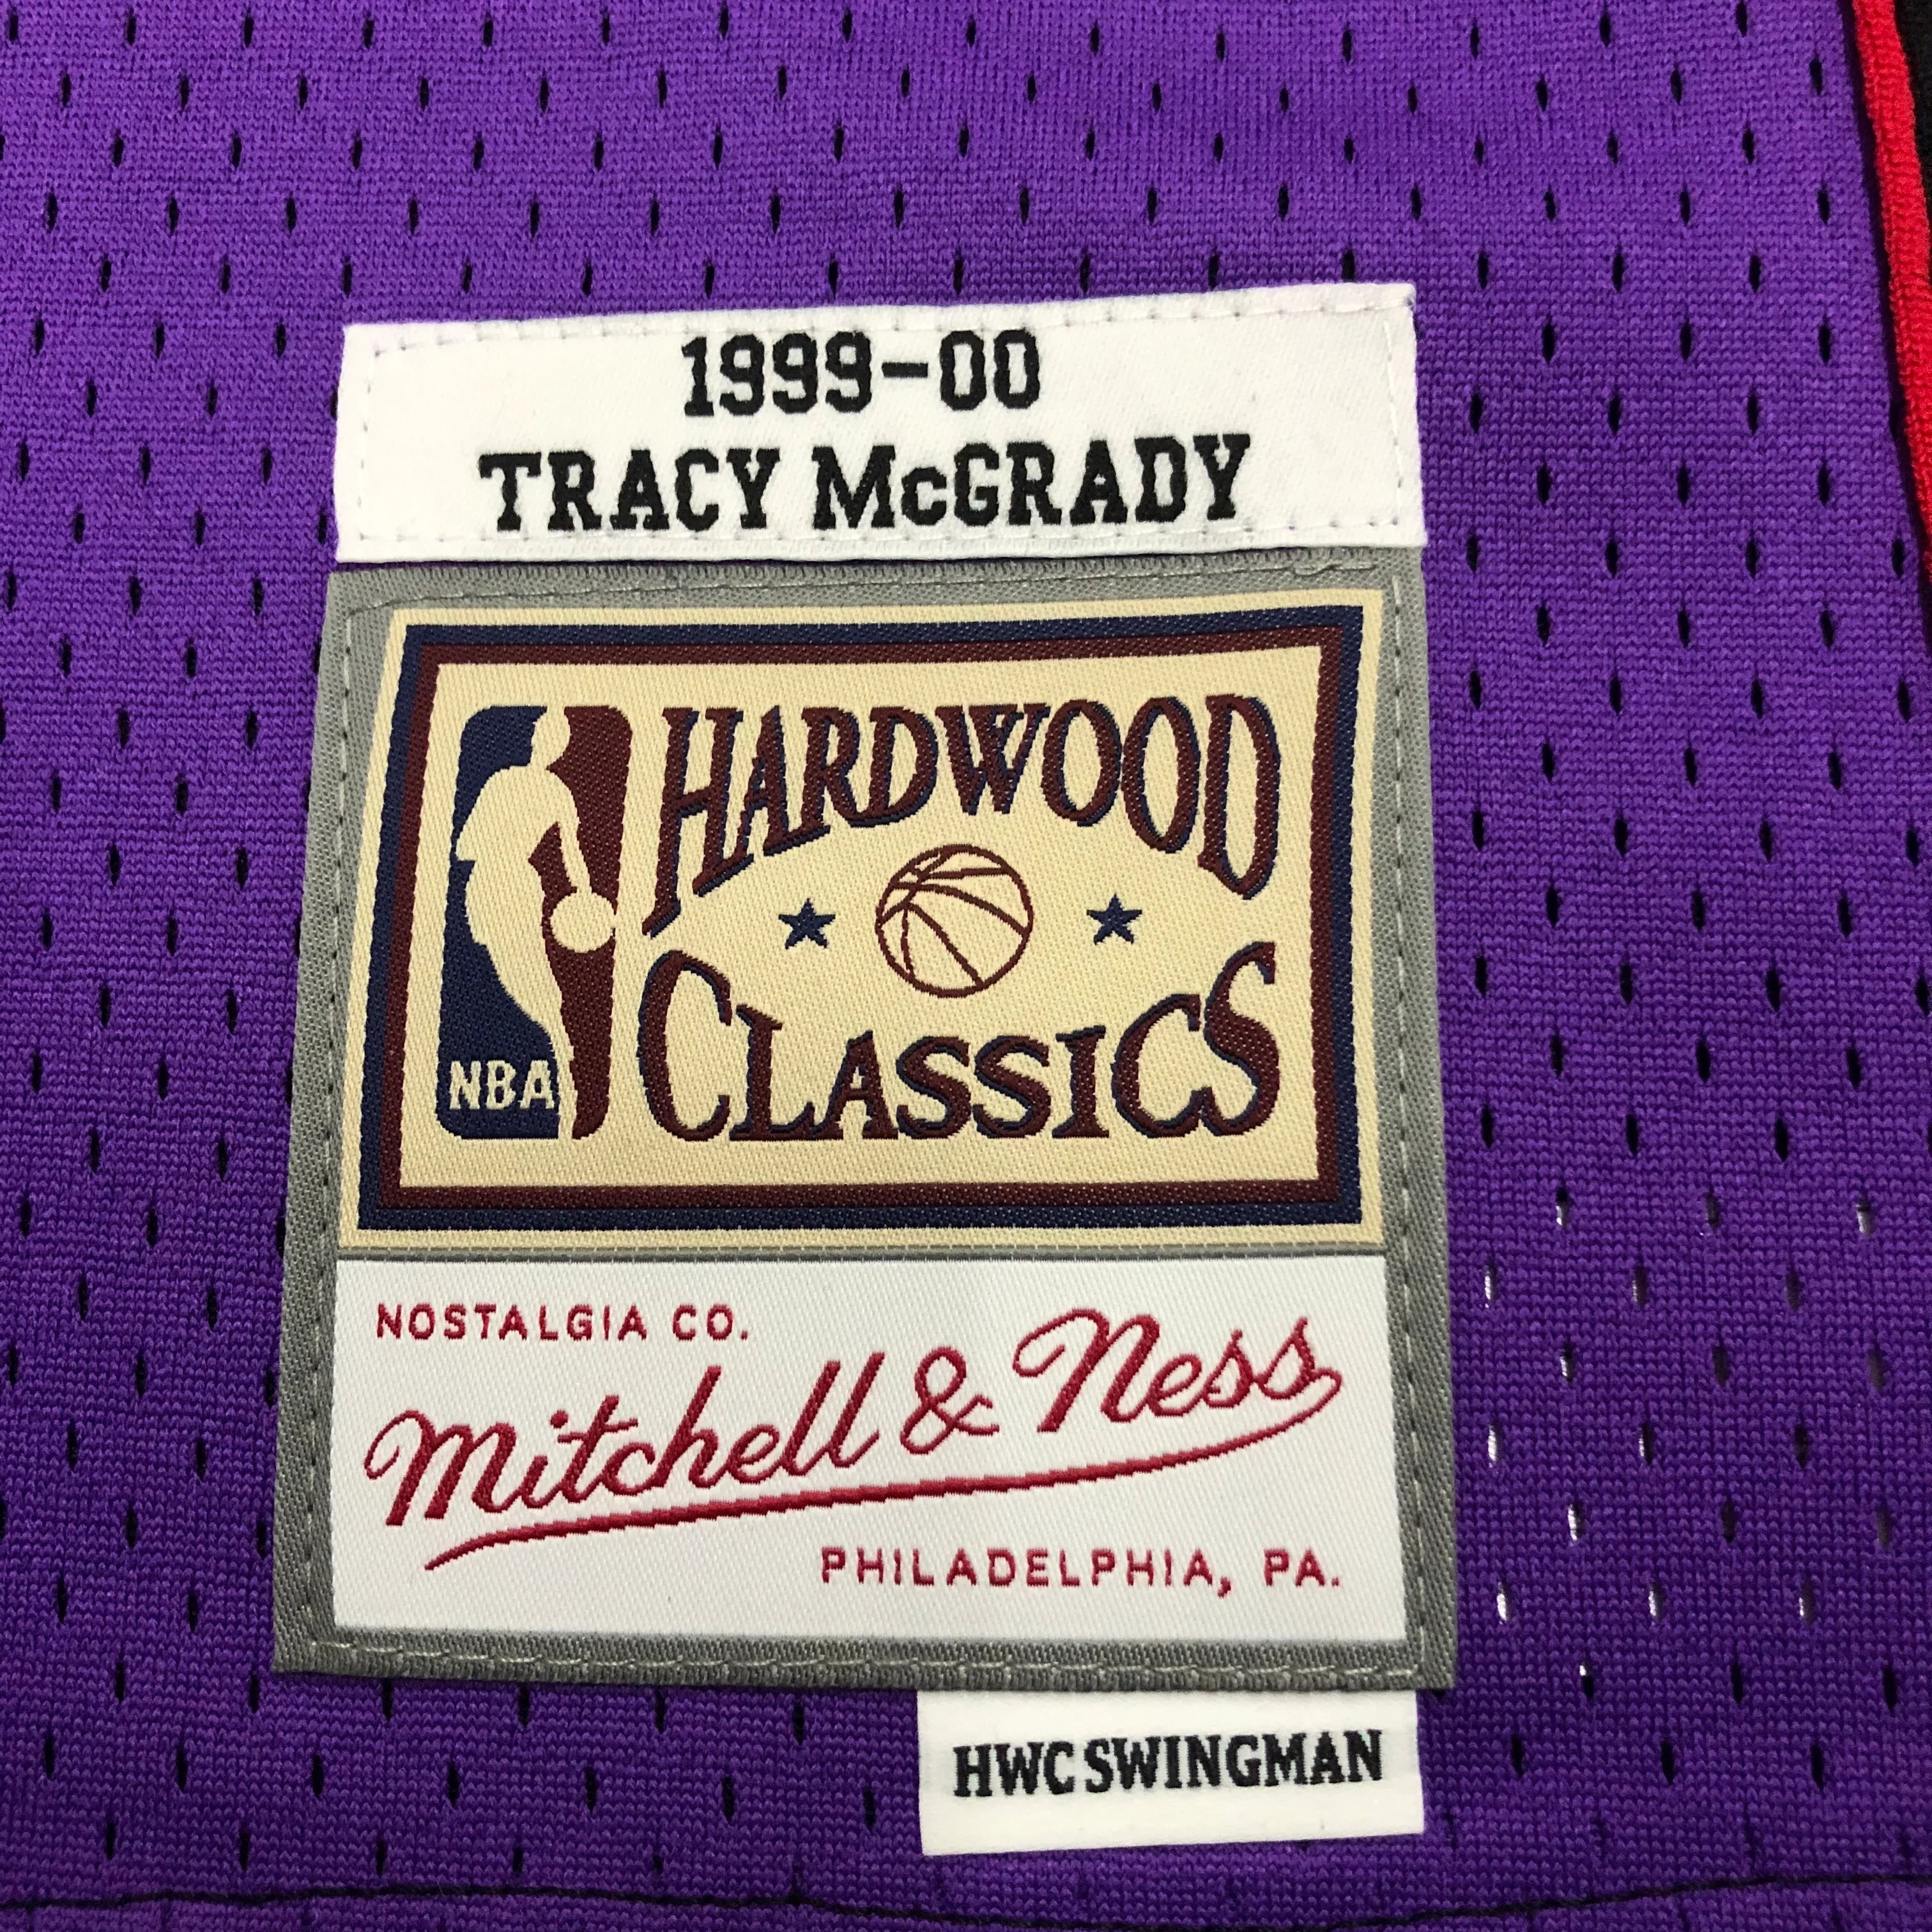 1999-00
TRACY McGRADY
HARDWOOD
CLASSICS
NBA
NOSTALGIA CO.
Mitchell & Ness
PHILADELPHIA, PA.
HWC SWINGMAN